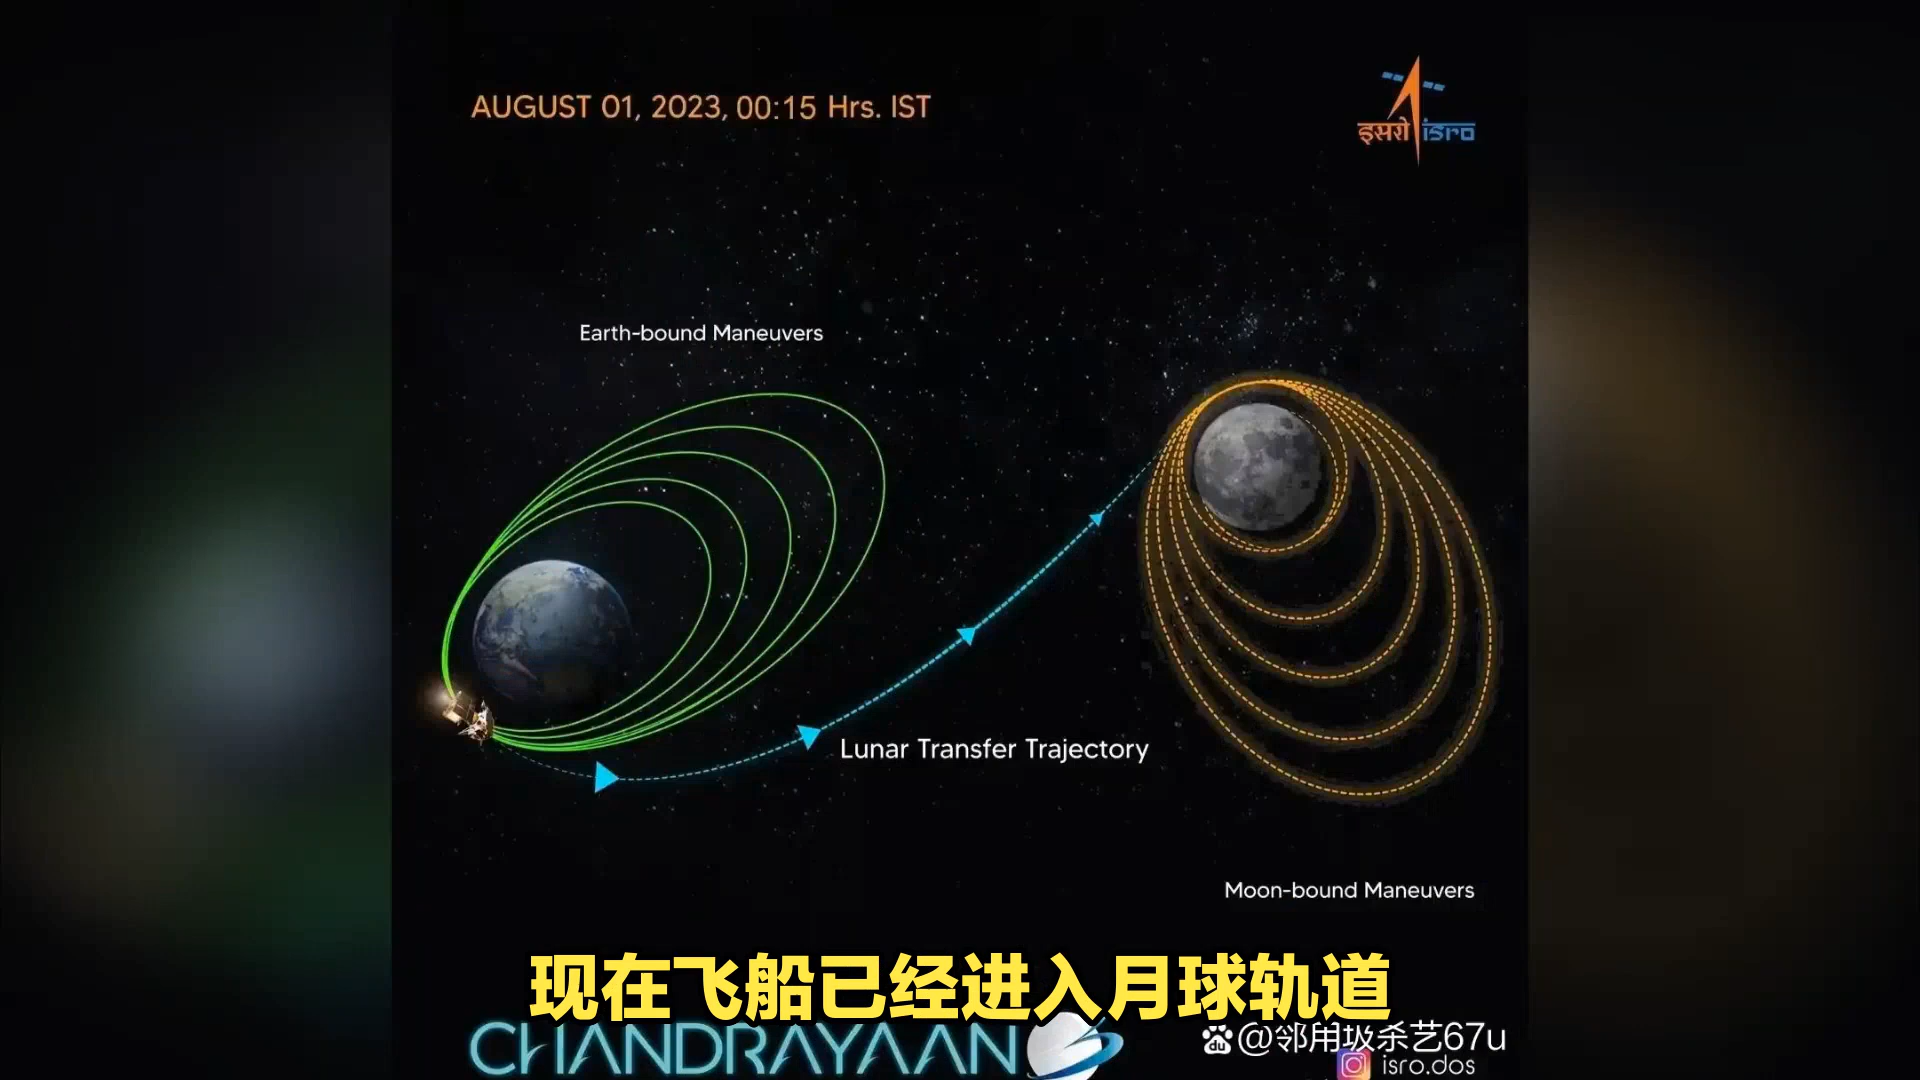 AUGUST 01, 2023, 00:15 Hrs. IST
इसरो isro
Earth-bound Maneuvers
Lunar Transfer Trajectory
Moon-bound Maneuvers
现在飞船已经进入月球轨道
CHANDRAYAAN
du @邻用圾杀艺67u
isro.dos